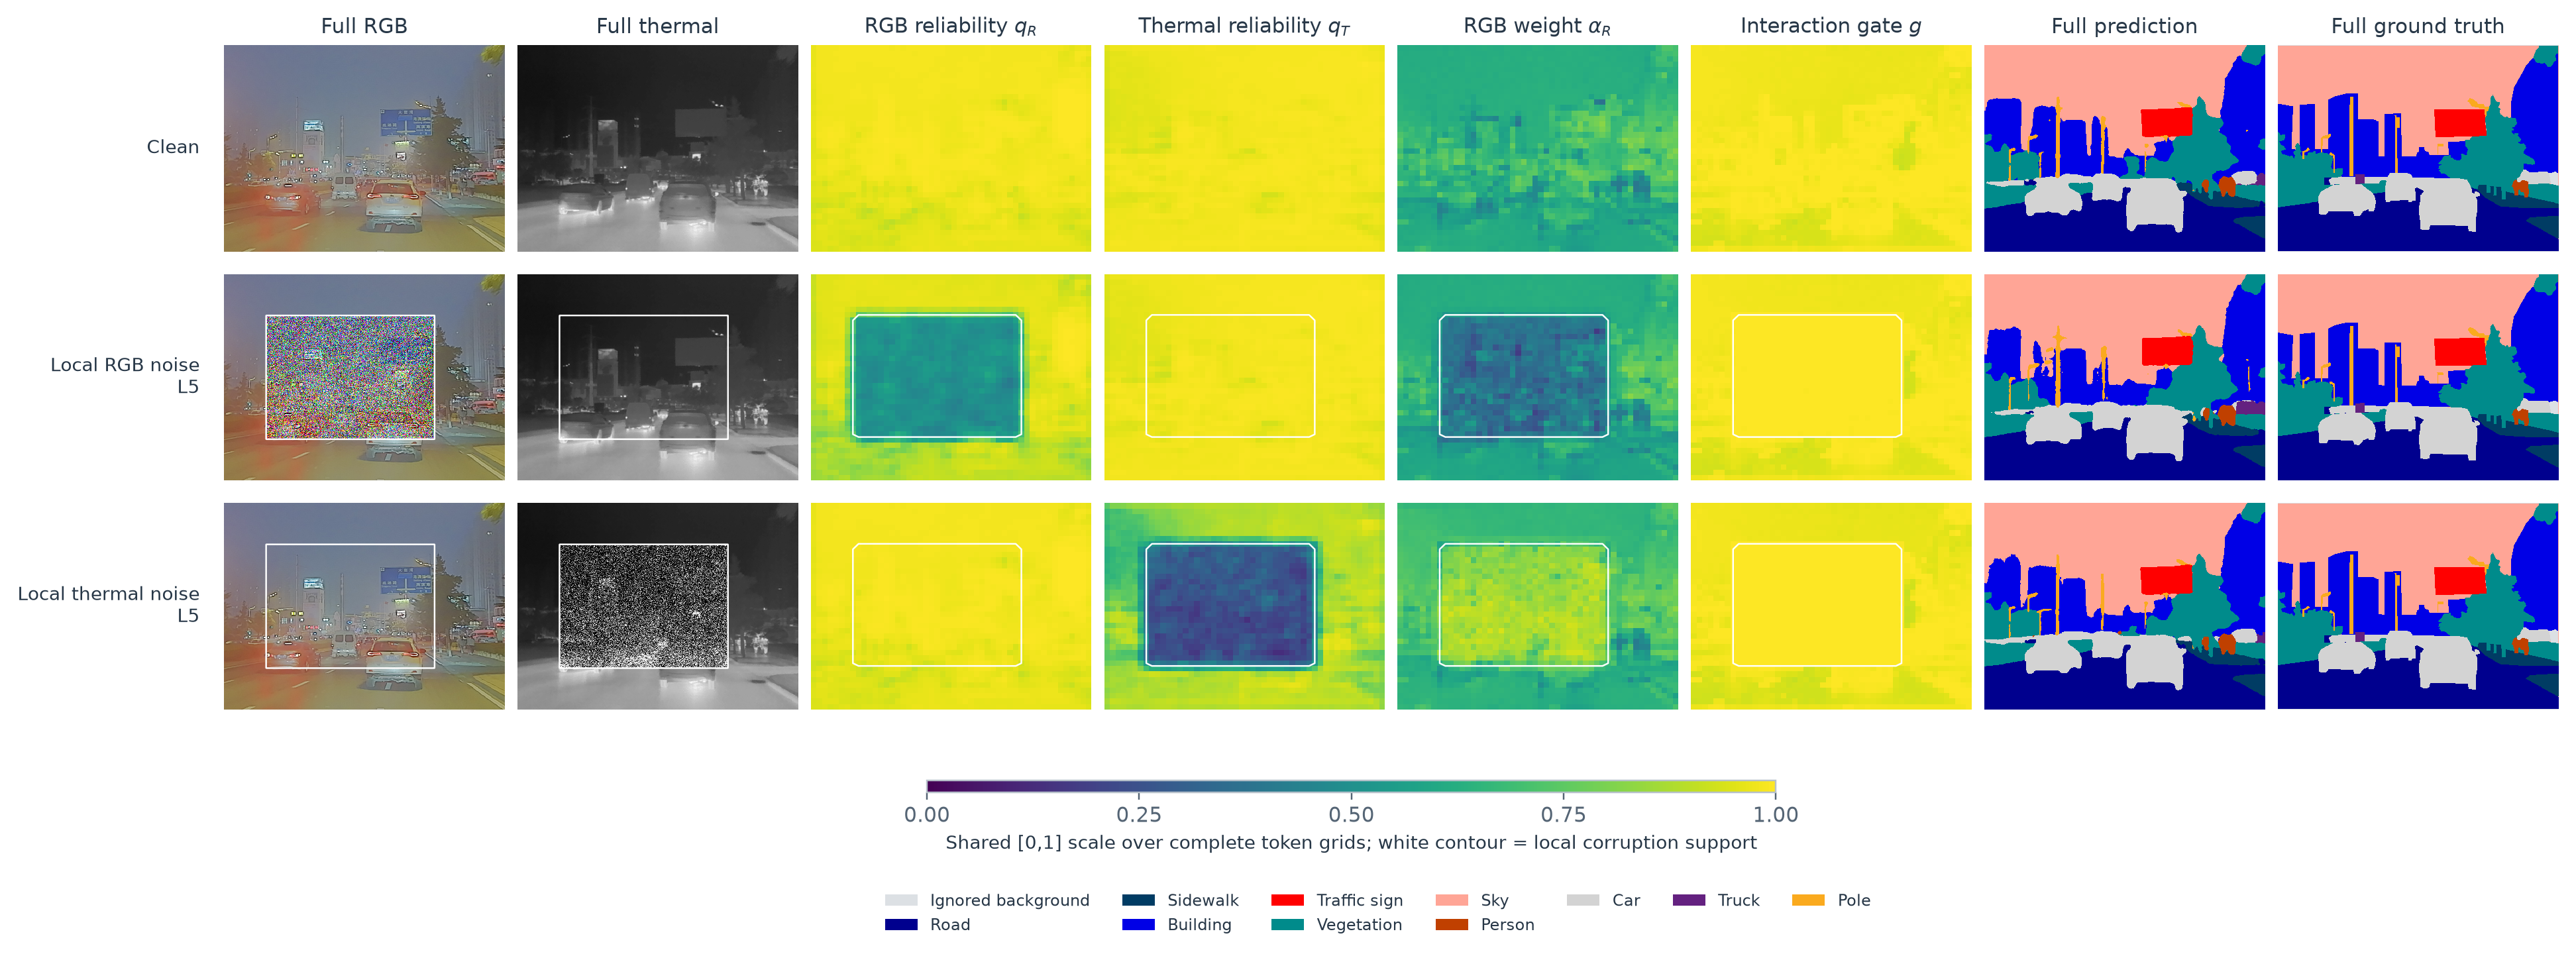 Full RGB
Full thermal
RGB reliability q_R
Thermal reliability q_T
RGB weight α_R
Interaction gate g
Full prediction
Full ground truth
Clean
Local RGB noise
L5
Local thermal noise
L5
0.00
0.25
0.50
0.75
1.00
Shared [0,1] scale over complete token grids; white contour = local corruption support
Ignored background
Sidewalk
Traffic sign
Sky
Car
Truck
Pole
Road
Building
Vegetation
Person